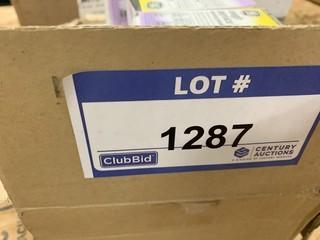 LOT #
1287
ClubBid
CENTURY
AUCTIONS